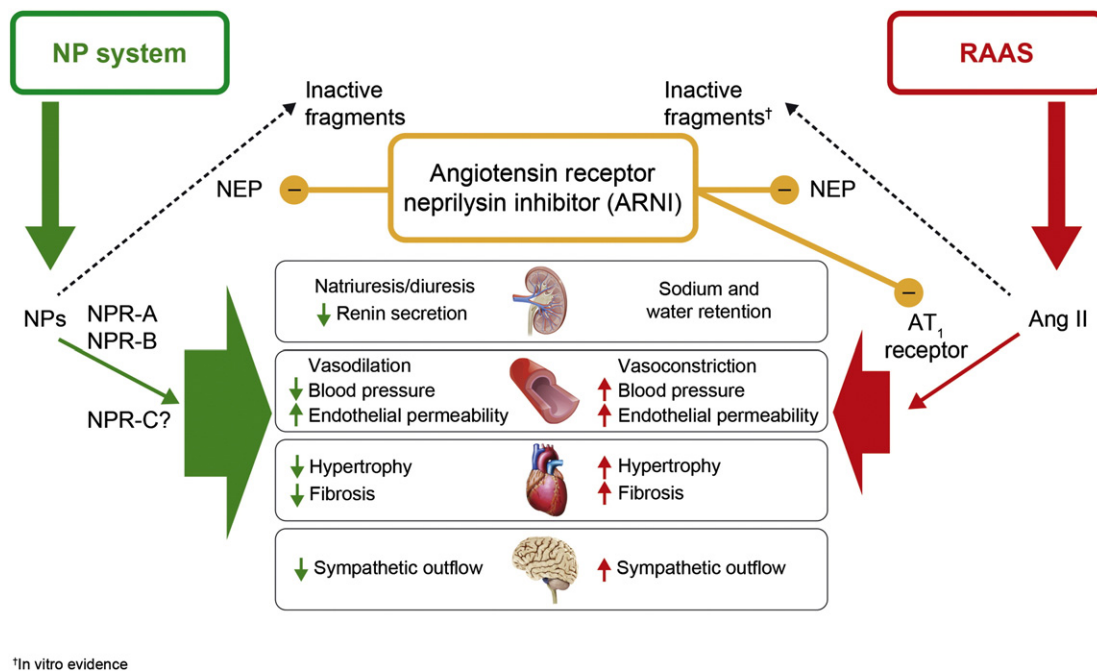 NP system
RAAS
Inactive
fragments
Inactive
fragments†
NEP
Angiotensin receptor
neprilysin inhibitor (ARNI)
NEP
NPs
NPR-A
NPR-B
NPR-C?
Natriuresis/diuresis
Renin secretion
Sodium and
water retention
AT1
receptor
Ang II
Vasodilation
Blood pressure
Endothelial permeability
Vasoconstriction
Blood pressure
Endothelial permeability
Hypertrophy
Fibrosis
Hypertrophy
Fibrosis
Sympathetic outflow
Sympathetic outflow
†In vitro evidence